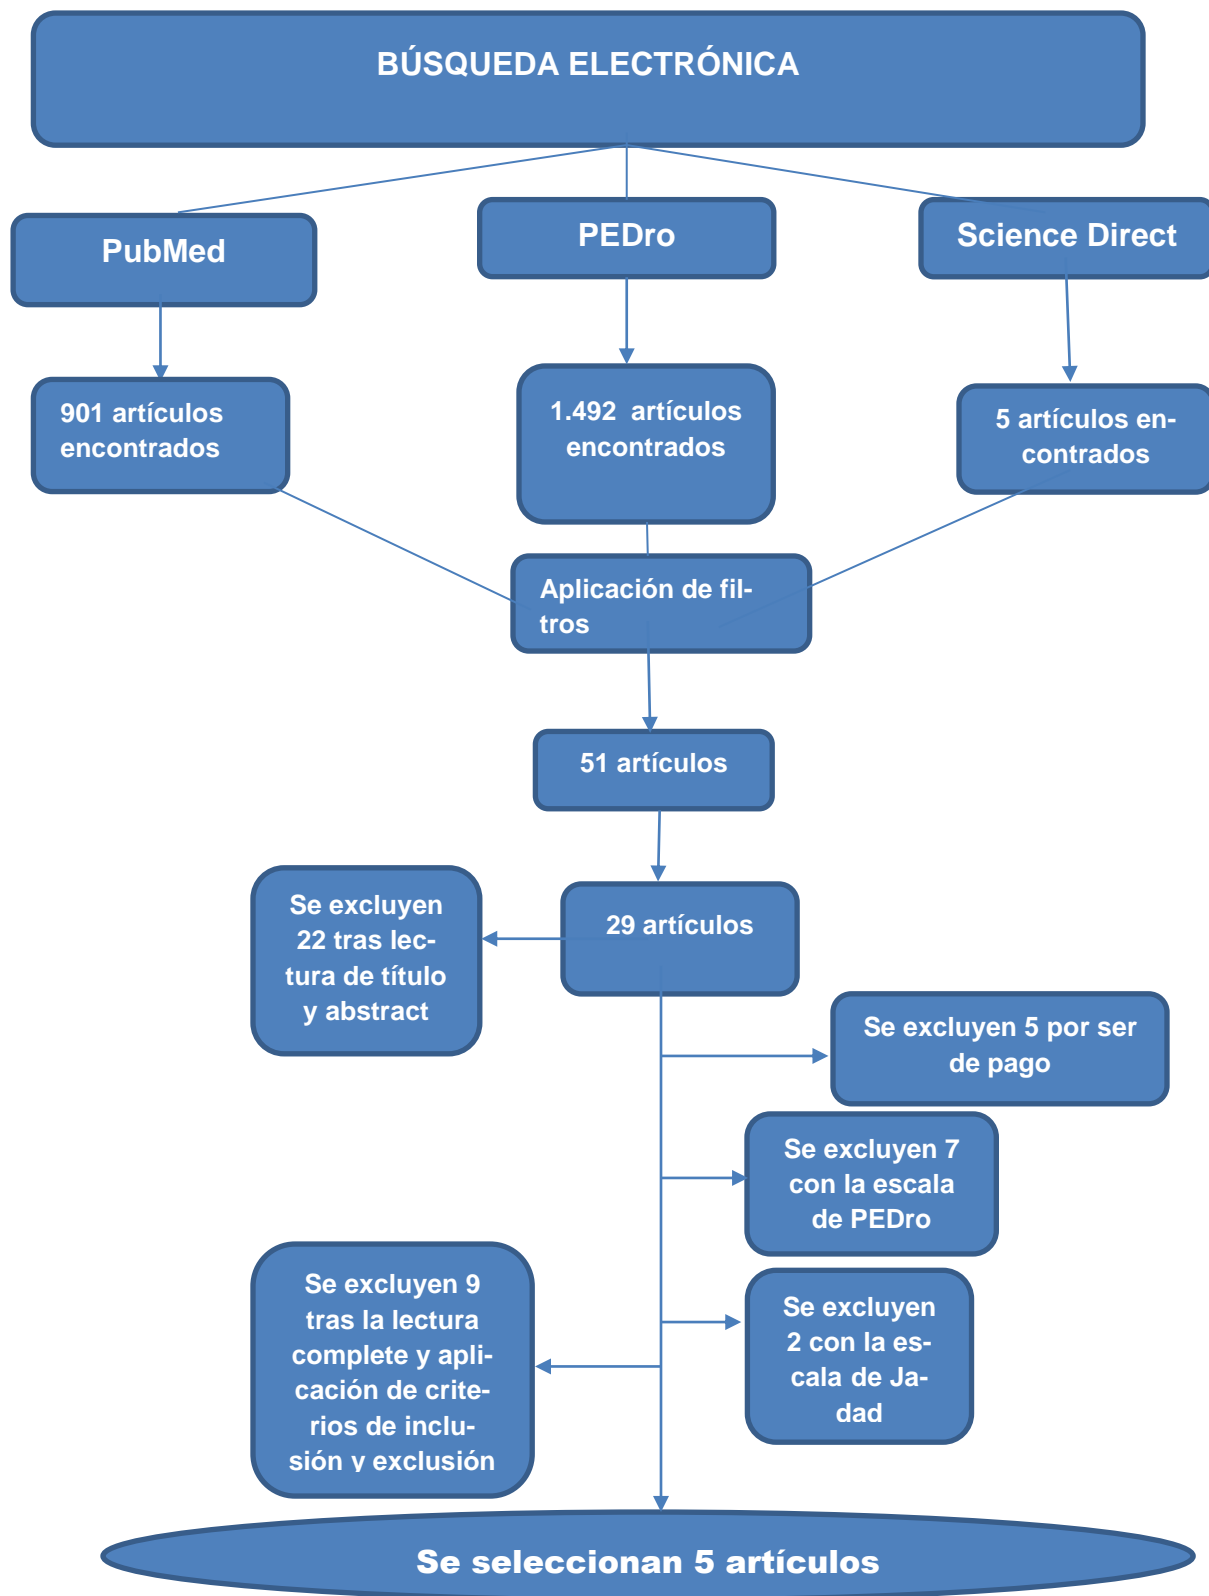 BÚSQUEDA ELECTRÓNICA
PubMed
PEDro
Science Direct
901 artículos
encontrados
1.492 artículos
encontrados
5 artículos en-
contrados
Aplicación de fil-
tros
51 artículos
29 artículos
Se excluyen
22 tras lec-
tura de título
y abstract
Se excluyen 5 por ser
de pago
Se excluyen 7
con la escala
de PEDro
Se excluyen
2 con la es-
cala de Ja-
dad
Se excluyen 9
tras la lectura
complete y apli-
cación de crite-
rios de inclu-
sión y exclusión
Se seleccionan 5 artículos